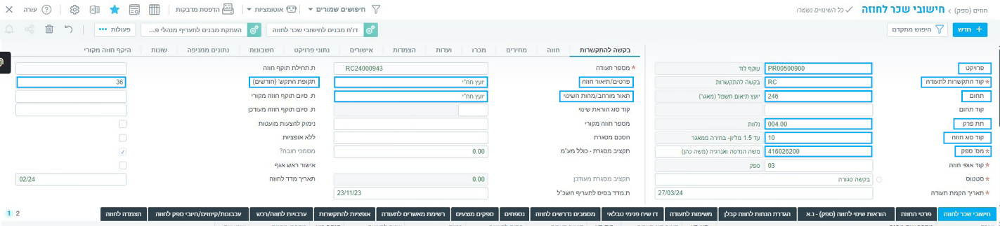 חוזים (ספק) > חישובי שכר לחוזה ✓ כל השינויים נשמרו חיפושים שמורים אוטומציות הדפסת מדבקות עזרה
+ חדש חיפוש מתקדם דו"ח מבנים לחישובי שכר לחוזה העתקת מבנים לתעריף מנהלי פ... פעולות
בקשה להתקשרות חוזה מחירים מכרז ועדות הצמדות אישורים נתוני פרויקט חשבונות נתונים ממניפה שונות היקף חוזה מקורי
פרויקט PR00500900 עוקף לוד
* קוד התקשרות לתעודה RC בקשה להתקשרות
תחום 246 יועץ תיאום חשמל (מאגר)
קוד תחום
תת פרק 004.00 נלוות
קוד סוג חוזה 10 עד 1.5 מליון- בחירה ממאגר
* מס' ספק 416026200 משה הנדסה ואנרגיה (משה כהן)
* קוד אופי חוזה 03 ספק
* סטטוס בקשה סגורה
* תאריך הקמת תעודה 27/03/24
* מספר תעודה RC24000943
פרטים/תיאור חוזה יועץ חח"י
תאור מורחב/מהות השינוי יועץ חח"י
קוד סוג הוראת שינוי
מספר חוזה מקורי
הסכם מסגרת
תקציב מסגרת - כולל מע"מ 0.00
תקציב מסגרת מעודכן 0.00
ת.מדד בסיס לתעריף חשכ"ל 23/11/23
ת.תחילת תוקף חוזה
תקופת התקש' (חודשים) 36
ת. סיום תוקף חוזה מקורי
ת. סיום תוקף חוזה מעודכן
נימוק להצעות מועטות
ללא אופציות
מסמכי חובה?
אישור ראש אגף
תאריך מדד לחוזה 02/24
חישובי שכר לחוזה פרטי החוזה הוראות שינוי לחוזה (ספק) - נ.א הגדרת הנחות לחוזה קבלן משימות לתעודה דו שיח פנימי טבלאי מסמכים נדרשים לחוזה נספחים ספקים מוצעים רשימת מאשרים לתעודה אופציות להתקשרות ערבויות לחוזה/רכש עכבונות/קיזוזים/חיובי ספק לחוזה הצמדה לחוזה 2 1